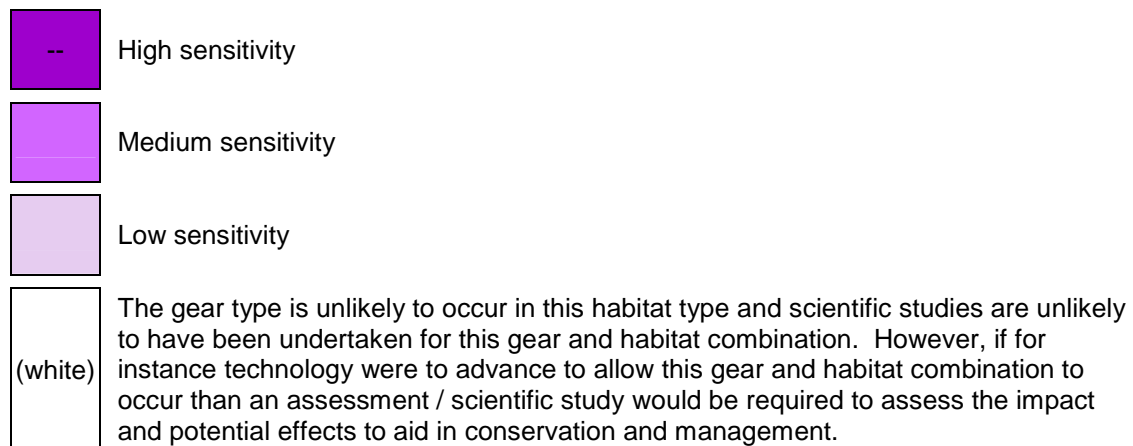 -- High sensitivity
Medium sensitivity
Low sensitivity
The gear type is unlikely to occur in this habitat type and scientific studies are unlikely
to have been undertaken for this gear and habitat combination. However, if for
(white) instance technology were to advance to allow this gear and habitat combination to
occur than an assessment / scientific study would be required to assess the impact
and potential effects to aid in conservation and management.